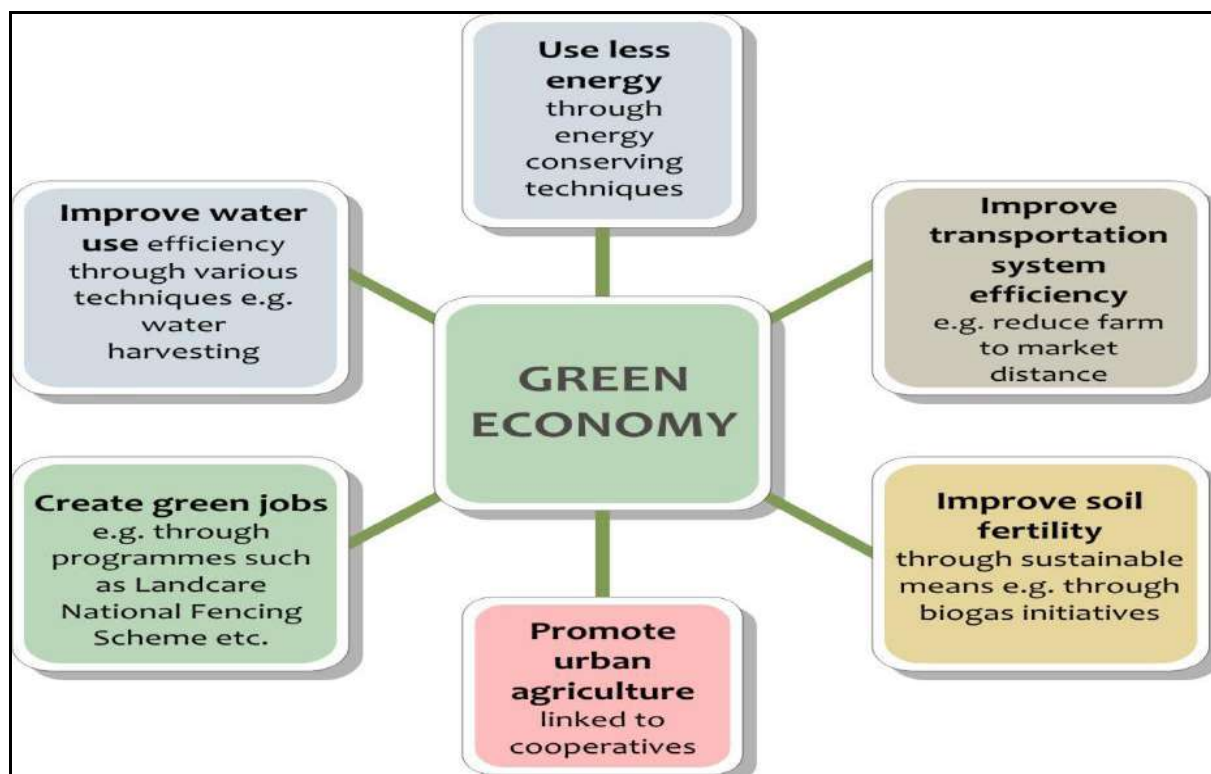 Use less
energy
through
energy
conserving
techniques
Improve water
use efficiency
through various
techniques e.g.
water
harvesting
Improve
transportation
system
efficiency
e.g. reduce farm
to market
distance
GREEN
ECONOMY
Create green jobs
e.g. through
programmes such
as Landcare
National Fencing
Scheme etc.
Improve soil
fertility
through sustainable
means e.g. through
biogas initiatives
Promote
urban
agriculture
linked to
cooperatives